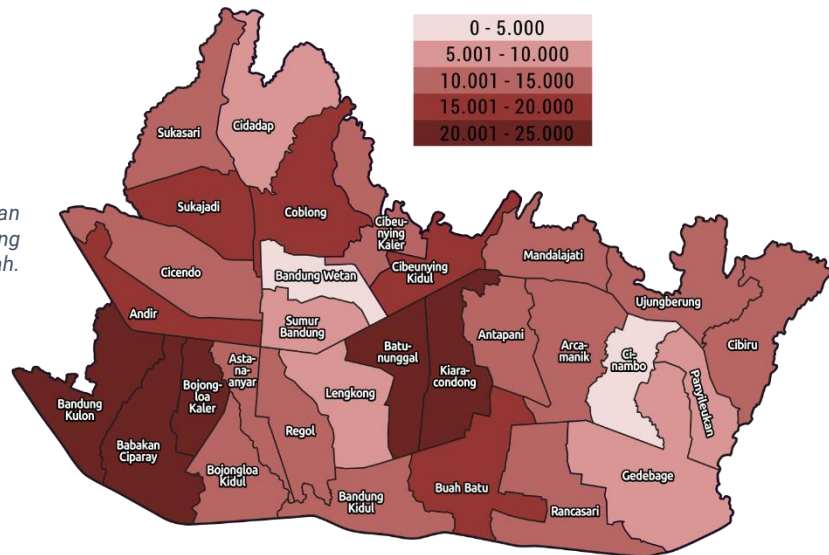 0 - 5.000
5.001 - 10.000
10.001 - 15.000
15.001 - 20.000
20.001 - 25.000
an
ng
ah.
Sukasari
Cidadap
Sukajadi
Coblong
Cibeu-
nying
Kaler
Cicendo
Bandung Wetan
Cibeunying
Kidul
Mandalajati
Ujungberung
Andir
Sumur
Bandung
Antapani
Arca-
manik
Ci-
nambo
Cibiru
Panyileukan
Bandung
Kulon
Babakan
Ciparay
Bojong-
loa
Kaler
Asta-
na-
anyar
Batu-
nunggal
Kiara-
condong
Lengkong
Regol
Bojongloa
Kidul
Bandung
Kidul
Buah Batu
Rancasari
Gedebage